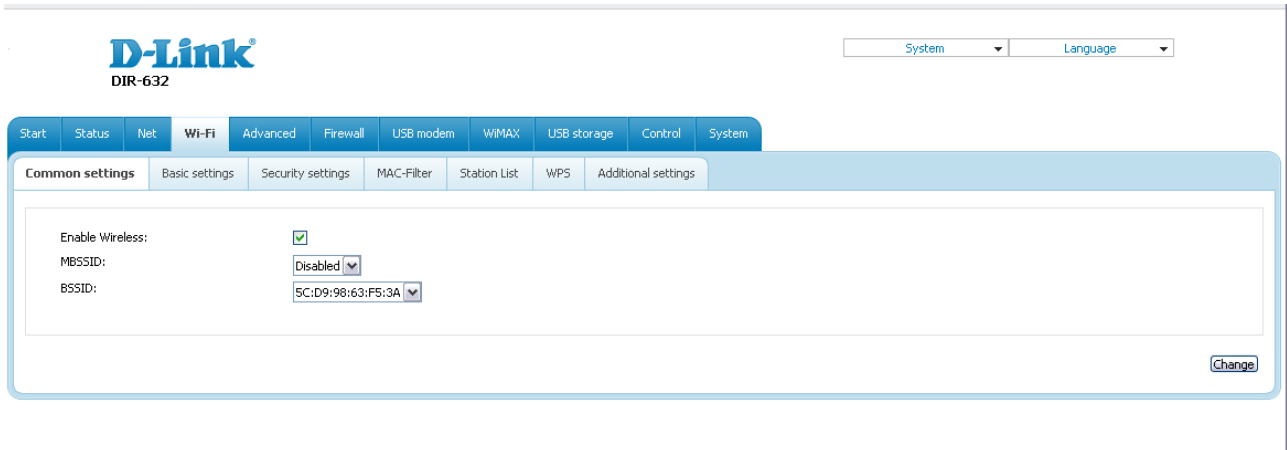 D-Link®
DIR-632
System Language
Start Status Net Wi-Fi Advanced Firewall USB modem WiMAX USB storage Control System
Common settings Basic settings Security settings MAC-Filter Station List WPS Additional settings
Enable Wireless:
MBSSID: Disabled
BSSID: 5C:D9:98:63:F5:3A
Change